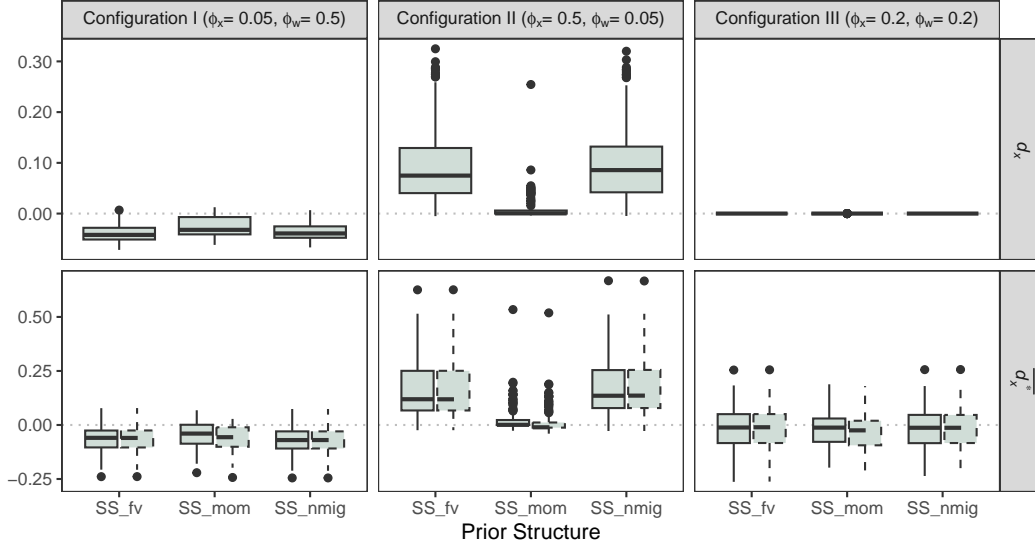 Configuration I (ϕx= 0.05, ϕw= 0.5)
Configuration II (ϕx= 0.5, ϕw= 0.05)
Configuration III (ϕx= 0.2, ϕw= 0.2)
0.30
0.20
0.10
0.00
dx
0.50
0.25
0.00
−0.25
SS_fv SS_mom SS_nmig
SS_fv SS_mom SS_nmig
SS_fv SS_mom SS_nmig
Prior Structure